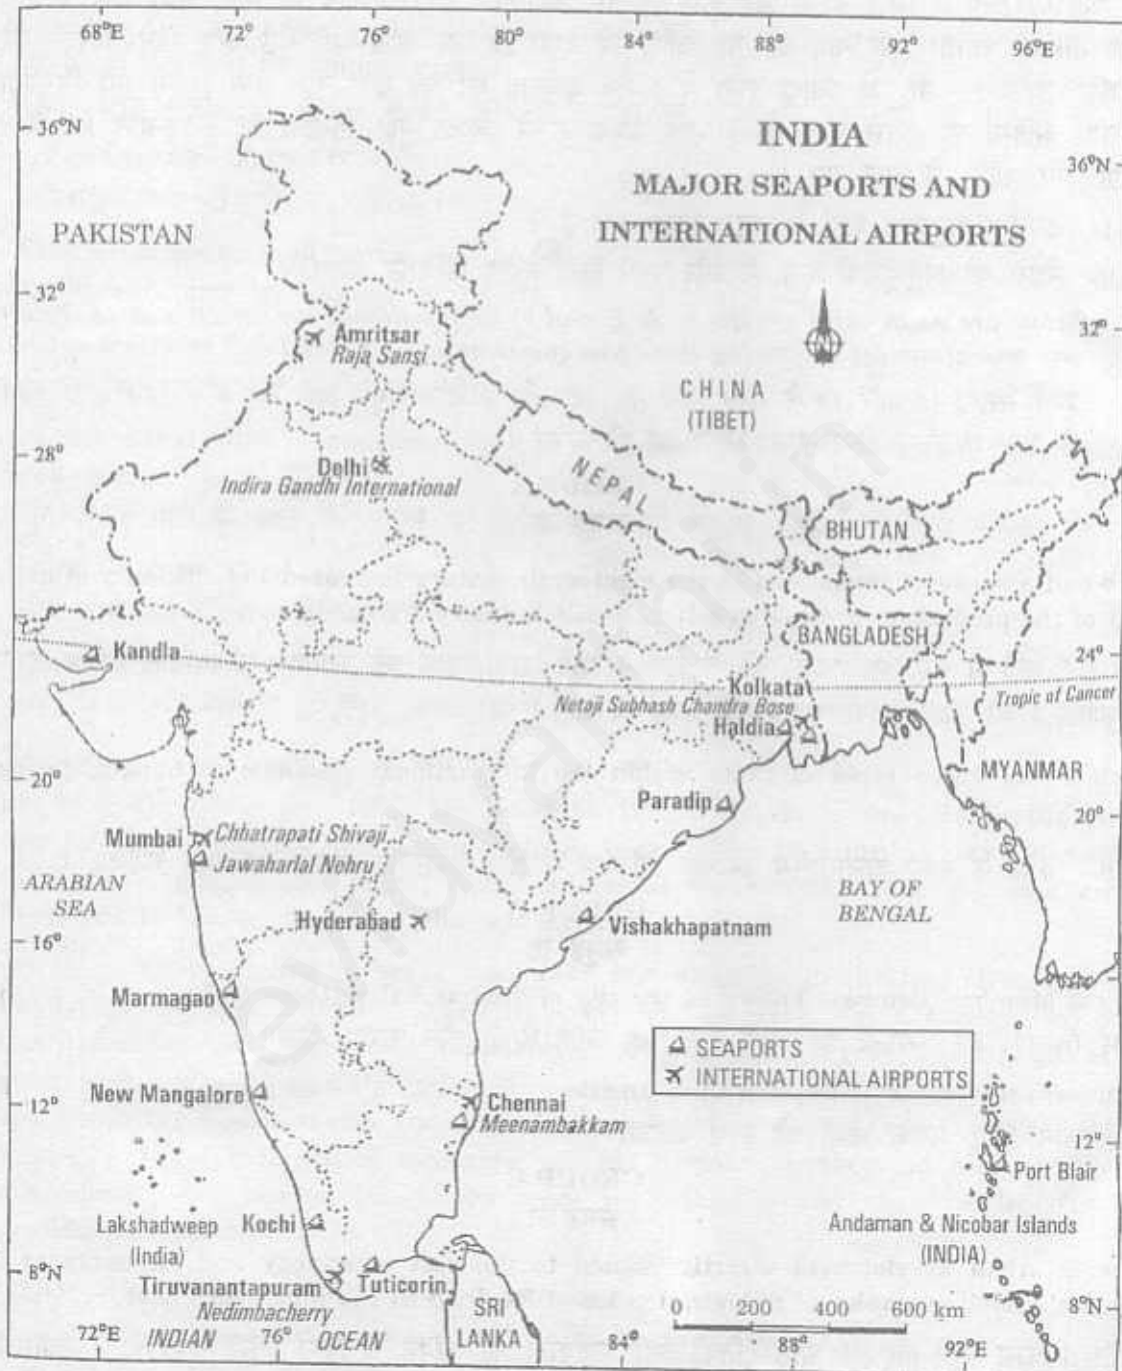 68°E 72° 76° 80° 84° 88° 92° 96°E
36°N
INDIA
MAJOR SEAPORTS AND
INTERNATIONAL AIRPORTS
36°N
PAKISTAN
32°
N
32°
Amritsar
Raja Sansi
CHINA
(TIBET)
28°
Delhi
Indira Gandhi International
NEPAL
BHUTAN
BANGLADESH
Kandla
24°
Kolkata
Tropic of Cancer
Netaji Subhash Chandra Bose
Haldia
20°
MYANMAR
Paradip
20°
Mumbai
Chhatrapati Shivaji
Jawaharlal Nehru
ARABIAN
SEA
BAY OF
BENGAL
Hyderabad
Vishakhapatnam
16°
Marmagao
SEAPORTS
INTERNATIONAL AIRPORTS
New Mangalore
12°
Chennai
Meenambakkam
12°
Port Blair
Lakshadweep
(India)
Kochi
Andaman & Nicobar Islands
(INDIA)
8°N
Tiruvanantapuram
Nedimbacherry
Tuticorin
SRI
LANKA
0 200 400 600 km
8°N
72°E
INDIAN
76°
OCEAN
84°
88°
92°E